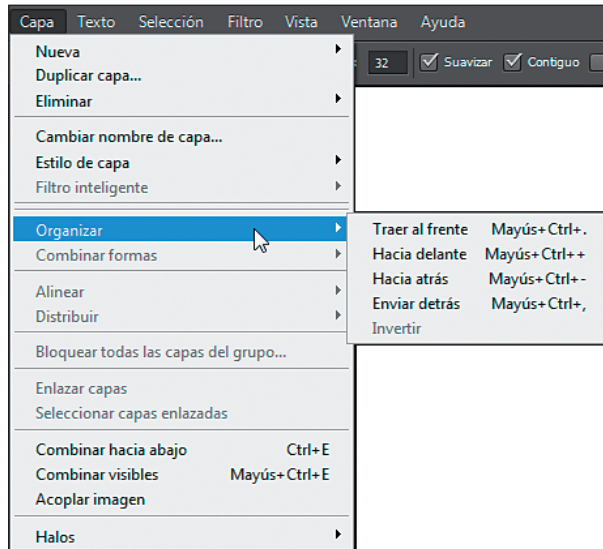 Capa Texto Selección Filtro Vista Ventana Ayuda
32 Suavizar Contiguo
Nueva
Duplicar capa...
Eliminar
Cambiar nombre de capa...
Estilo de capa
Filtro inteligente
Organizar
Combinar formas
Alinear
Distribuir
Bloquear todas las capas del grupo...
Enlazar capas
Seleccionar capas enlazadas
Combinar hacia abajo Ctrl+E
Combinar visibles Mayús+Ctrl+E
Acoplar imagen
Halos
Traer al frente Mayús+Ctrl+.
Hacia delante Mayús+Ctrl++
Hacia atrás Mayús+Ctrl+-
Enviar detrás Mayús+Ctrl+,
Invertir